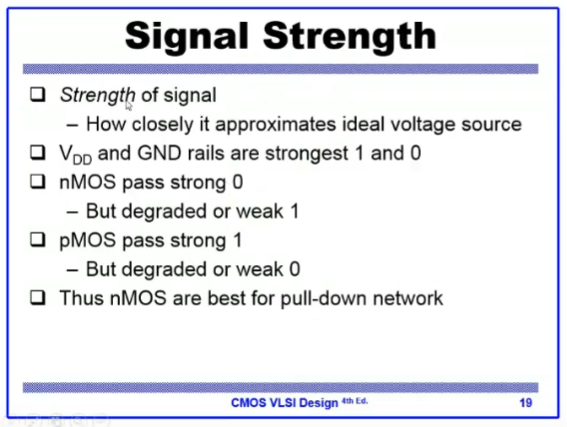 Signal Strength
❑ Strength of signal
– How closely it approximates ideal voltage source
❑ VDD and GND rails are strongest 1 and 0
❑ nMOS pass strong 0
– But degraded or weak 1
❑ pMOS pass strong 1
– But degraded or weak 0
❑ Thus nMOS are best for pull-down network
CMOS VLSI Design 4th Ed. 19